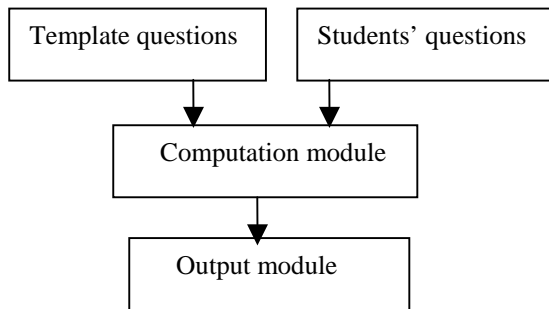 Template questions
Students’ questions
Computation module
Output module